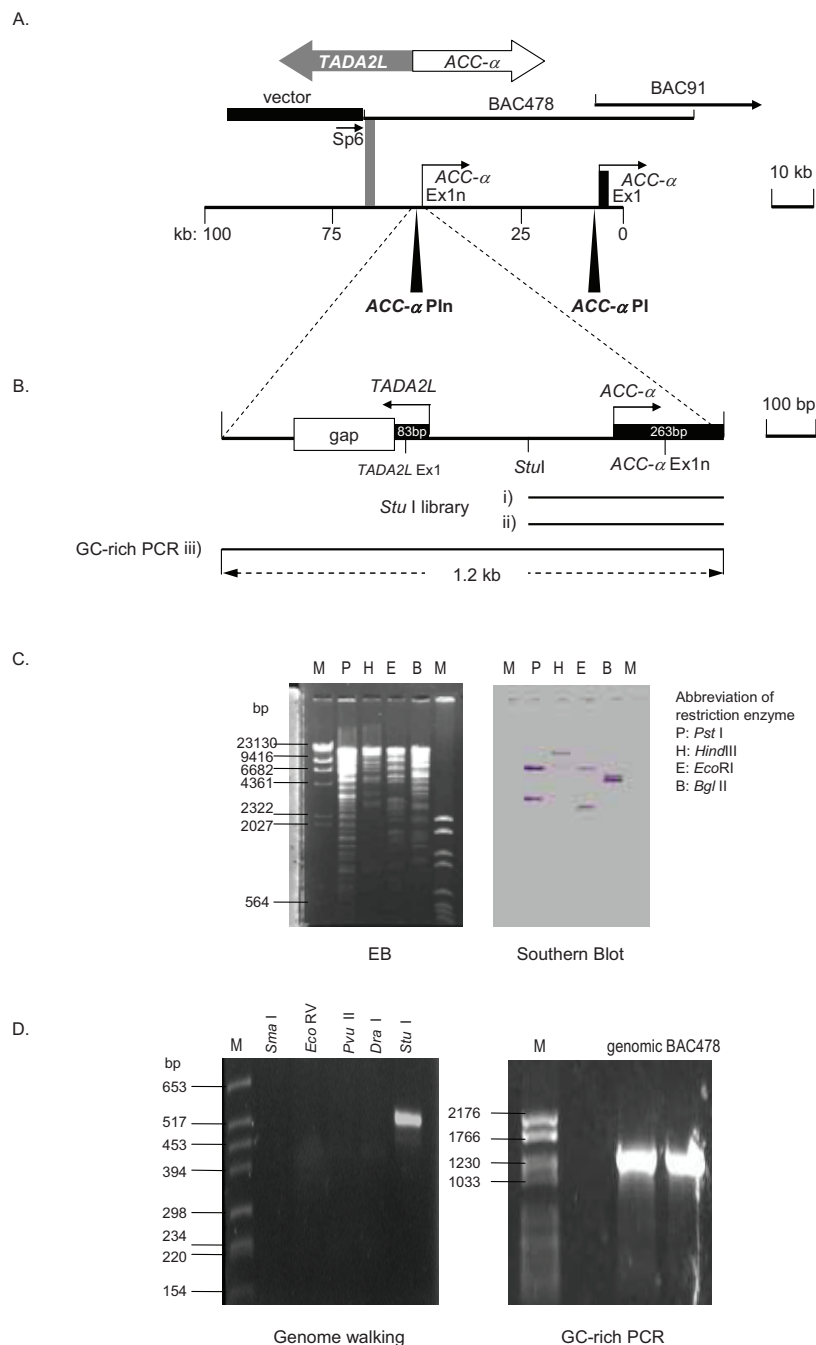 A.
TADA2L ACC-α
vector BAC478 BAC91
Sp6
ACC-α ACC-α 10 kb
Ex1n Ex1
kb: 100 75 25 0
ACC-α PIn ACC-α PI
B.
TADA2L ACC-α 100 bp
gap 83bp 263bp
TADA2L Ex1 StuI ACC-α Ex1n
Stu I library i)
ii)
GC-rich PCR iii)
1.2 kb
C.
M P H E B M M P H E B M
bp
23130
9416
6682
4361
2322
2027
564
Abbreviation of
restriction enzyme
P: Pst I
H: HindIII
E: EcoRI
B: Bgl II
EB Southern Blot
D.
M Sma I Eco RV Pvu II Dra I Stu I
bp
653
517
453
394
298
234
220
154
Genome walking
M genomic BAC478
2176
1766
1230
1033
GC-rich PCR